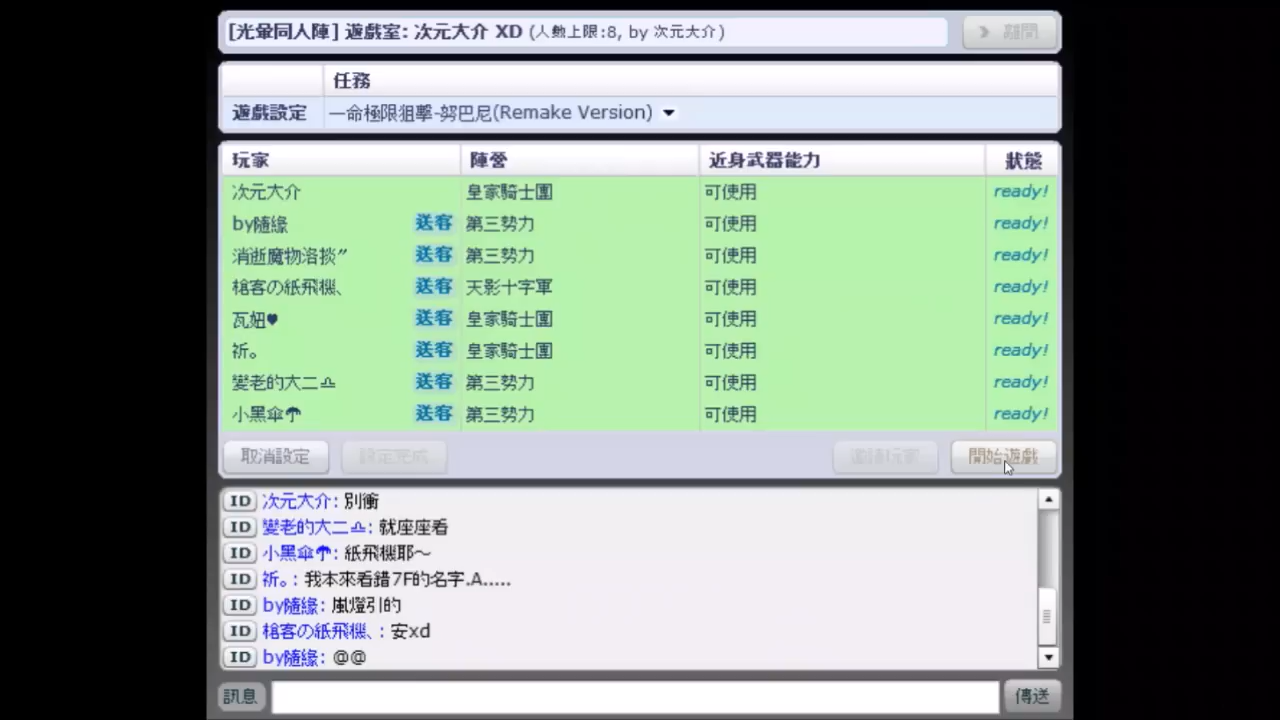 [光暈同人陣] 遊戲室: 次元大介 XD (人數上限:8, by 次元大介) 離開
任務
遊戲設定 一命極限狙擊-努巴尼(Remake Version)
玩家 陣營 近身武器能力 狀態
次元大介 皇家騎士團 可使用 ready!
by隨緣 送客 第三勢力 可使用 ready!
消逝魔物洛掞” 送客 第三勢力 可使用 ready!
槍客の紙飛機、 送客 天影十字軍 可使用 ready!
瓦妞♥ 送客 皇家騎士團 可使用 ready!
祈。 送客 皇家騎士團 可使用 ready!
變老的大二♎ 送客 第三勢力 可使用 ready!
小黑傘☂ 送客 第三勢力 可使用 ready!
取消設定 設定完成 邀請玩家 開始遊戲
ID 次元大介: 別衝
ID 變老的大二♎: 就座座看
ID 小黑傘☂: 紙飛機耶～
ID 祈。: 我本來看錯7F的名字.A.....
ID by隨緣: 嵐燈引的
ID 槍客の紙飛機、: 安xd
ID by隨緣: @@
訊息 傳送